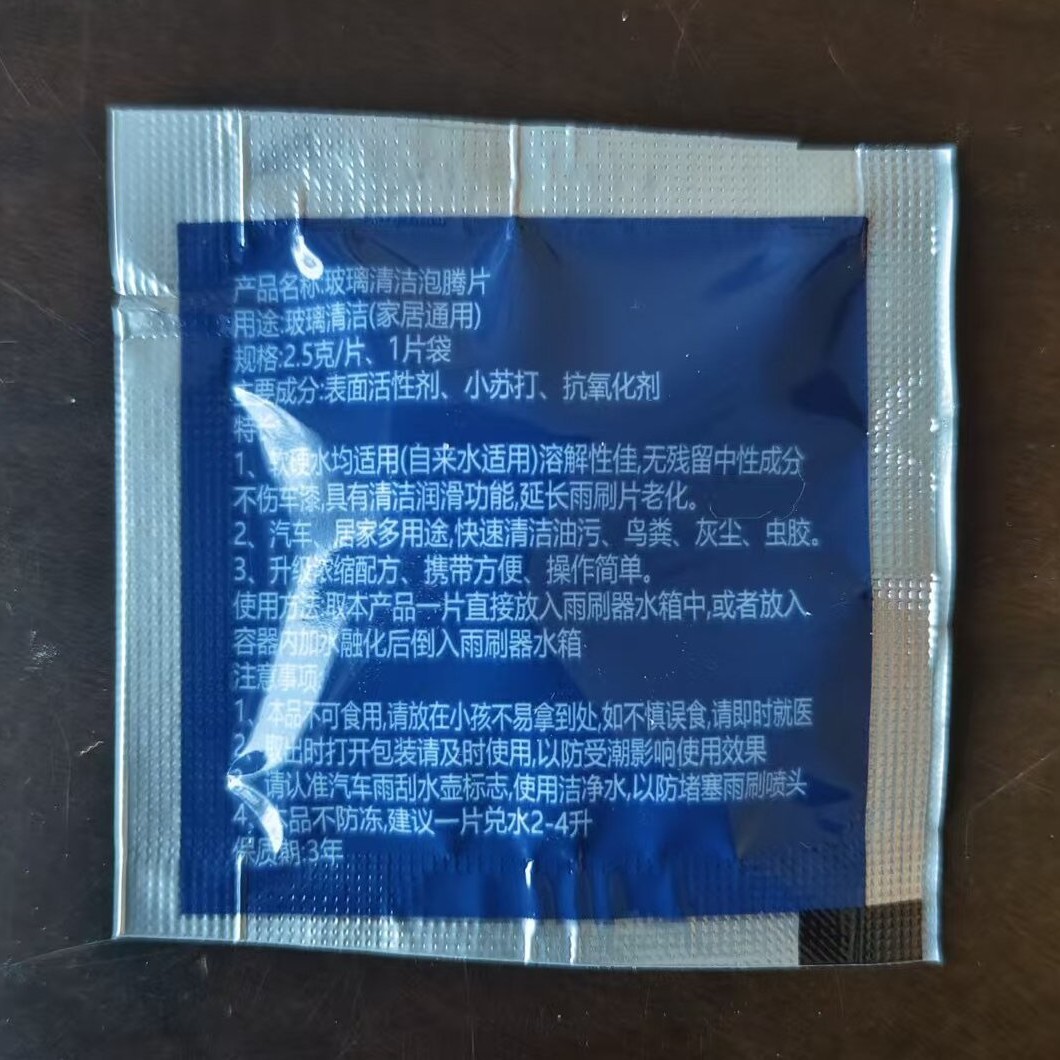 产品名称:玻璃清洁泡腾片
用途:玻璃清洁(家居通用)
规格:2.5克/片、1片袋
主要成分:表面活性剂、小苏打、抗氧化剂
特
1、软硬水均适用(自来水适用)溶解性佳,无残留中性成分
不伤车漆,具有清洁润滑功能,延长雨刷片老化。
2、汽车、居家多用途,快速清洁油污、鸟粪、灰尘、虫胶。
3、升级浓缩配方、携带方便、操作简单。
使用方法:取本产品一片直接放入雨刷器水箱中,或者放入
容器内加水融化后倒入雨刷器水箱
注意事项:
1、本品不可食用,请放在小孩不易拿到处,如不慎误食,请即时就医
2、取出时打开包装请及时使用,以防受潮影响使用效果
请认准汽车雨刮水壶标志,使用洁净水,以防堵塞雨刷喷头
4、品不防冻,建议一片兑水2-4升
保质期:3年